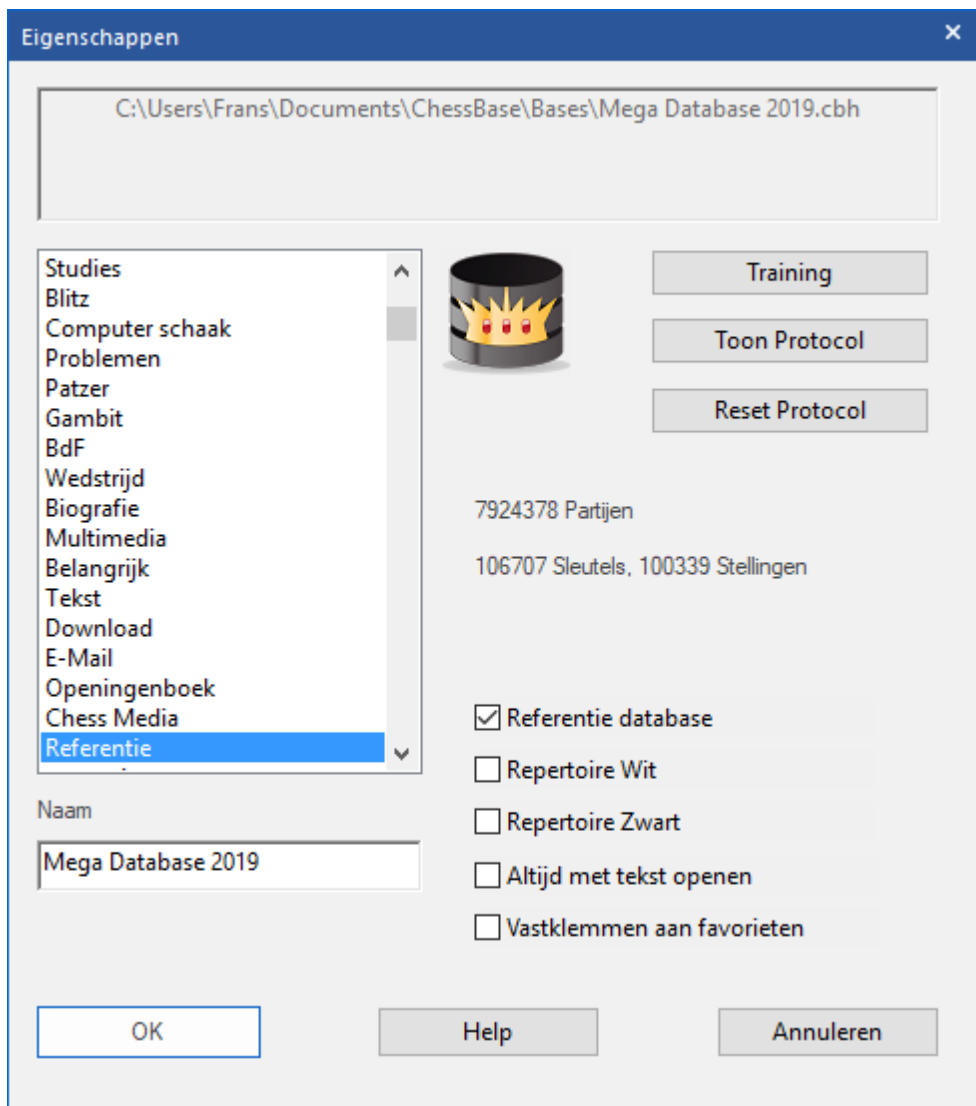 Eigenschappen
C:\Users\Frans\Documents\ChessBase\Bases\Mega Database 2019.cbh
Studies
Blitz
Computer schaak
Problemen
Patzer
Gambit
BdF
Wedstrijd
Biografie
Multimedia
Belangrijk
Tekst
Download
E-Mail
Openingenboek
Chess Media
Referentie
Naam
Mega Database 2019
Training
Toon Protocol
Reset Protocol
7924378 Partijen
106707 Sleutels, 100339 Stellingen
Referentie database
Repertoire Wit
Repertoire Zwart
Altijd met tekst openen
Vastklemmen aan favorieten
OK
Help
Annuleren